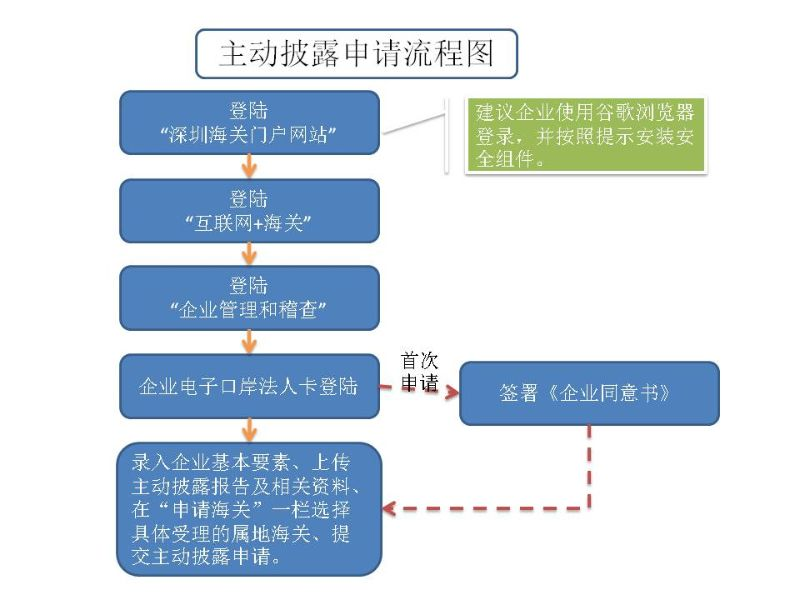 主动披露申请流程图
登陆
“深圳海关门户网站”
建议企业使用谷歌浏览器
登录，并按照提示安装安
全组件。
登陆
“互联网+海关”
登陆
“企业管理和稽查”
企业电子口岸法人卡登陆
首次
申请
签署《企业同意书》
录入企业基本要素、上传
主动披露报告及相关资料、
在“申请海关”一栏选择
具体受理的属地海关、提
交主动披露申请。